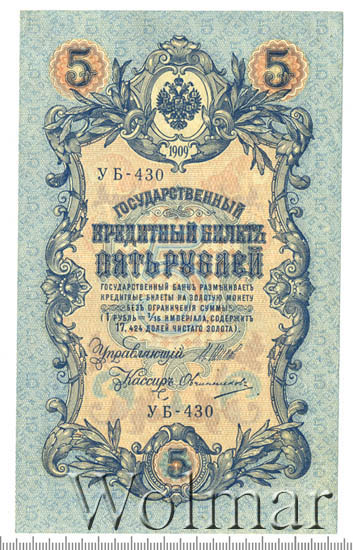 5 5
1909
УБ-430
ГОСУДАРСТВЕННЫЙ
КРЕДИТНЫЙ БИЛЕТЪ
ПЯТЬ РУБЛЕЙ
ГОСУДАРСТВЕННЫЙ БАНКЪ РАЗМѢНИВАЕТЪ
КРЕДИТНЫЕ БИЛЕТЫ НА ЗОЛОТУЮ МОНЕТУ
БЕЗЪ ОГРАНИЧЕНІЯ СУММЫ
(1 РУБЛЬ = 1/15 ИМПЕРІАЛА, СОДЕРЖИТЪ
17,424 ДОЛЕЙ ЧИСТАГО ЗОЛОТА).
Управляющій
Кассиръ
УБ-430
5
Wolmar